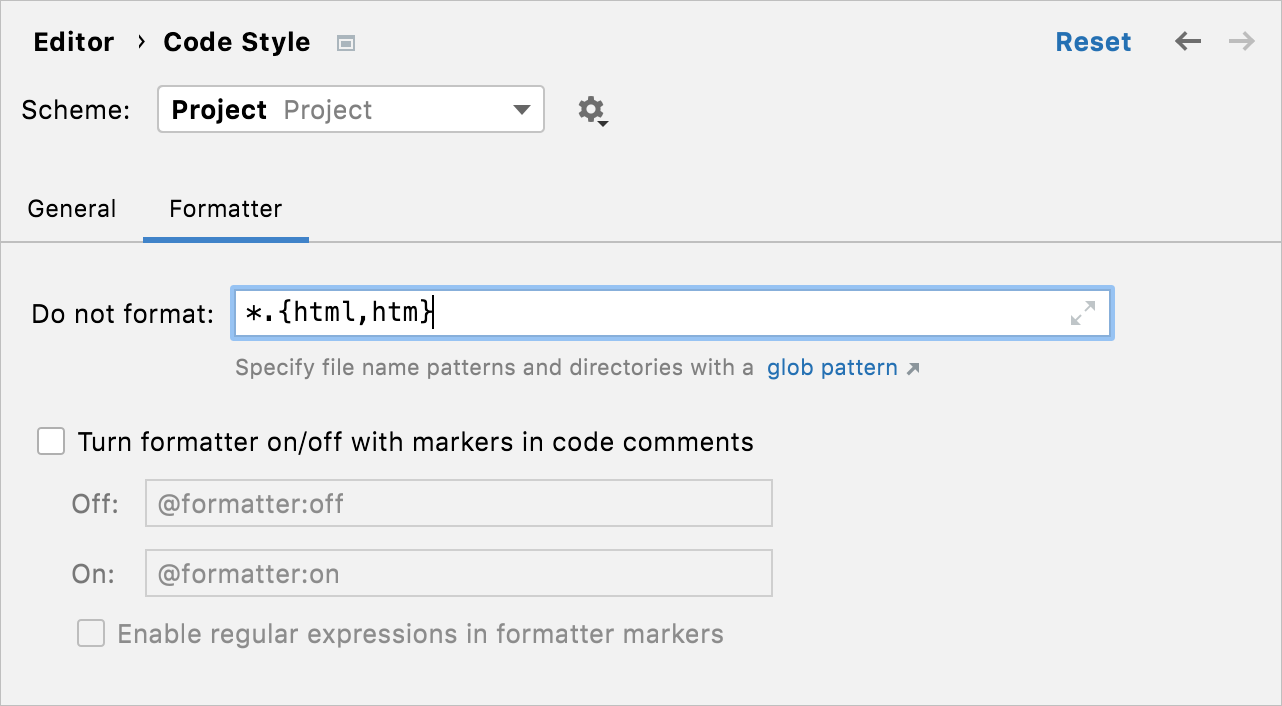 Editor › Code Style Reset
Scheme: Project Project
General Formatter
Do not format: *.{html,htm}
Specify file name patterns and directories with a glob pattern
Turn formatter on/off with markers in code comments
Off: @formatter:off
On: @formatter:on
Enable regular expressions in formatter markers